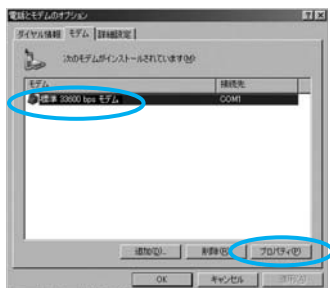 電話とモデムのオプション
ダイヤル情報 モデム 詳細設定
次のモデムがインストールされています(M):
モデム 接続先
標準 33600 bps モデム COM1
追加(D)... 削除(R) プロパティ(P)
OK キャンセル 適用(A)